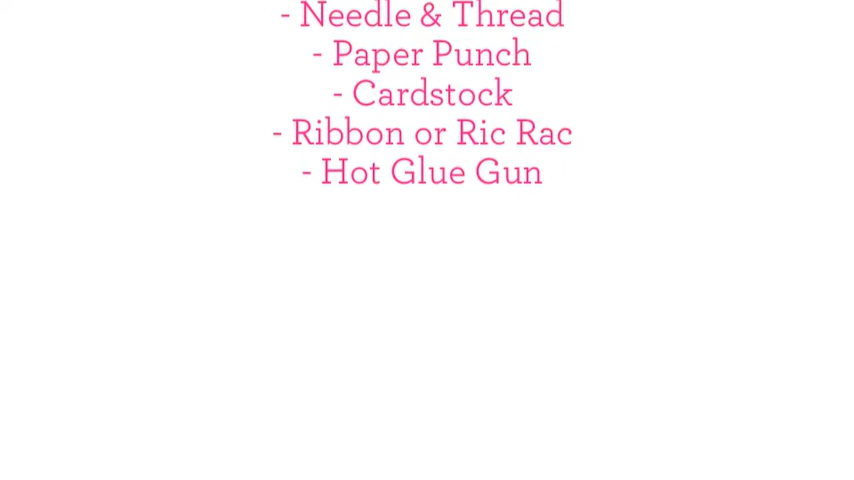 - Needle & Thread
- Paper Punch
- Cardstock
- Ribbon or Ric Rac
- Hot Glue Gun